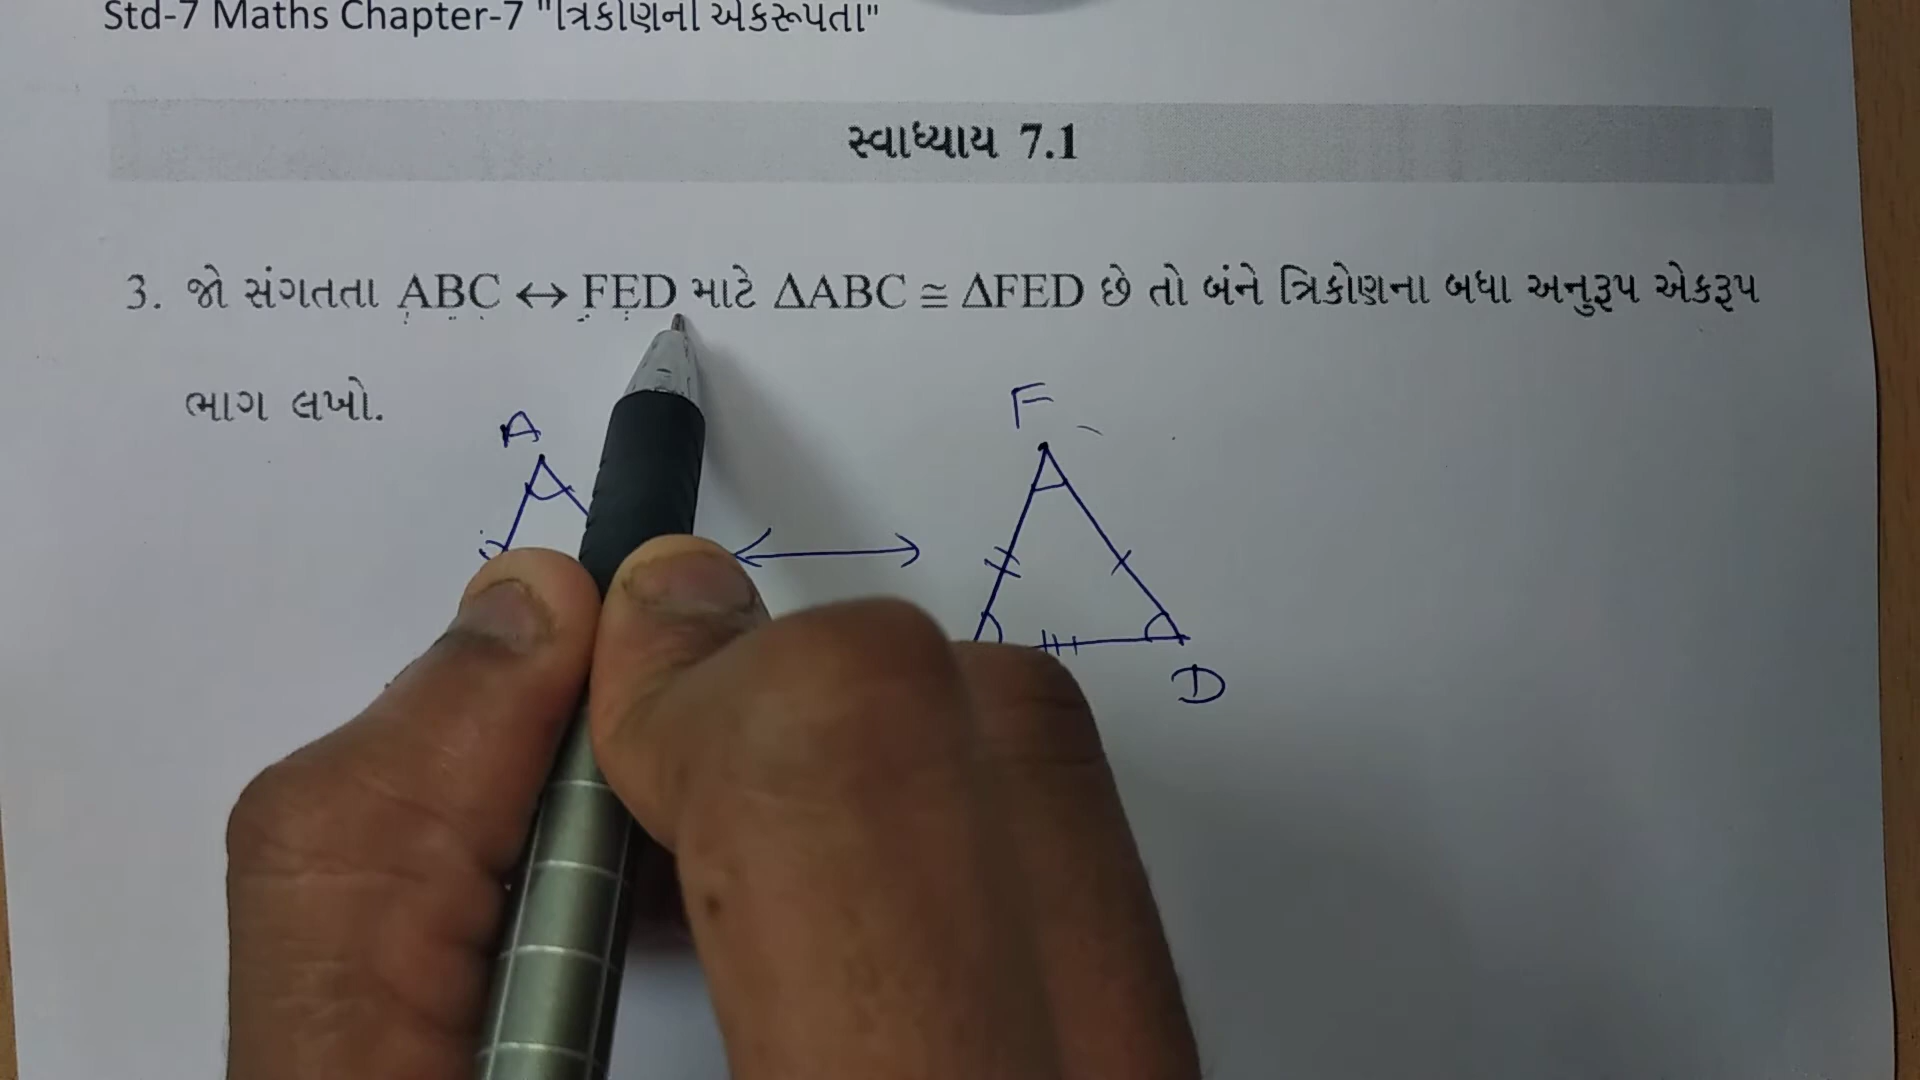 Std-7 Maths Chapter-7 "ત્રિકોણની એકરૂપતા"
સ્વાધ્યાય 7.1
3. જો સંગતતા ABC ↔ FED માટે ΔABC ≅ ΔFED છે તો બંને ત્રિકોણના બધા અનુરૂપ એકરૂપ
ભાગ લખો.
A
F
D